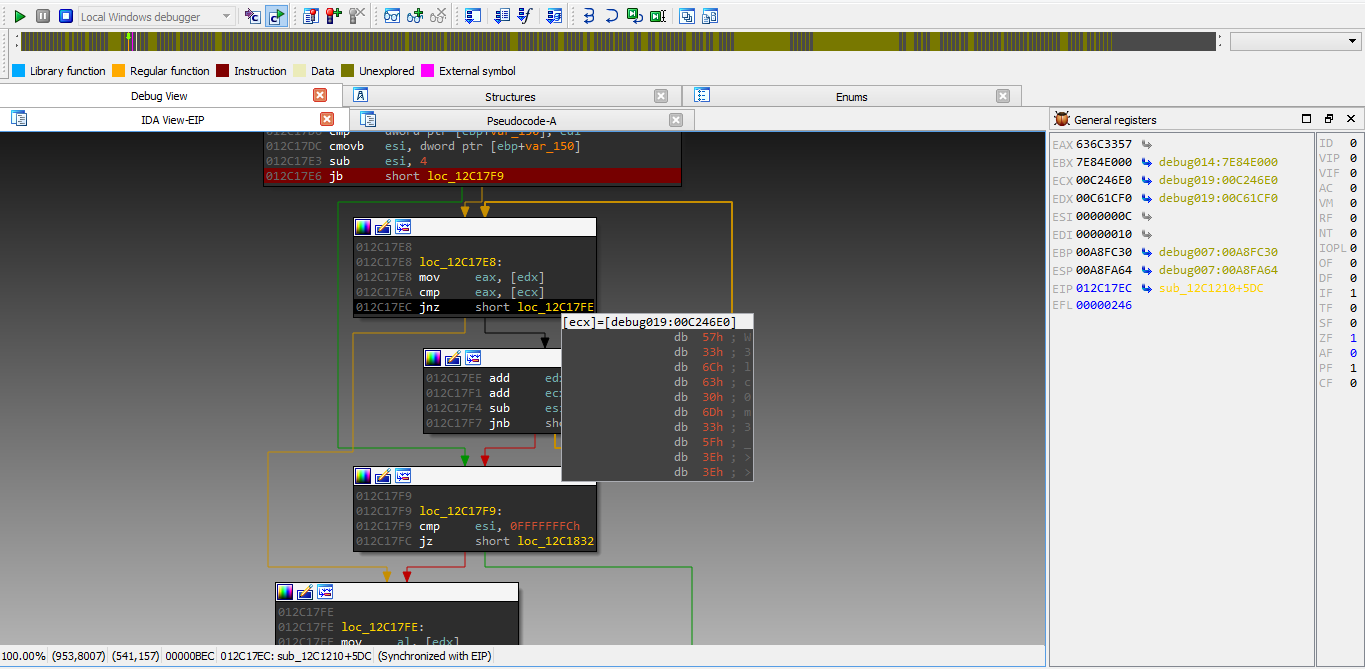 Local Windows debugger
Library function Regular function Instruction Data Unexplored External symbol
Debug View Structures Enums
IDA View-EIP Pseudocode-A
012C17D6 cmp dword ptr [ebp+var_150], edi
012C17DC cmovb esi, dword ptr [ebp+var_150]
012C17E3 sub esi, 4
012C17E6 jb short loc_12C17F9
012C17E8
012C17E8 loc_12C17E8:
012C17E8 mov eax, [edx]
012C17EA cmp eax, [ecx]
012C17EC jnz short loc_12C17FE
[ecx]=[debug019:00C246E0]
db 57h ; W
db 33h ; 3
db 6Ch ; l
db 63h ; c
db 30h ; 0
db 6Dh ; m
db 33h ; 3
db 5Fh ; _
db 3Eh ; >
db 3Eh ; >
012C17EE add
012C17F1 add
012C17F4 sub
012C17F7 jnb
012C17F9
012C17F9 loc_12C17F9:
012C17F9 cmp esi, 0FFFFFFFCh
012C17FC jz short loc_12C1832
012C17FE
012C17FE loc_12C17FE:
012C17FE mov al, [edx]
General registers
EAX 636C3357
EBX 7E84E000 debug014:7E84E000
ECX 00C246E0 debug019:00C246E0
EDX 00C61CF0 debug019:00C61CF0
ESI 0000000C
EDI 00000010
EBP 00A8FC30 debug007:00A8FC30
ESP 00A8FA64 debug007:00A8FA64
EIP 012C17EC sub_12C1210+5DC
EFL 00000246
ID 0
VIP 0
VIF 0
AC 0
VM 0
RF 0
NT 0
IOPL 0
OF 0
DF 0
IF 1
TF 0
SF 0
ZF 1
AF 0
PF 1
CF 0
100.00% (953,8007) (541,157) 00000BEC 012C17EC: sub_12C1210+5DC (Synchronized with EIP)